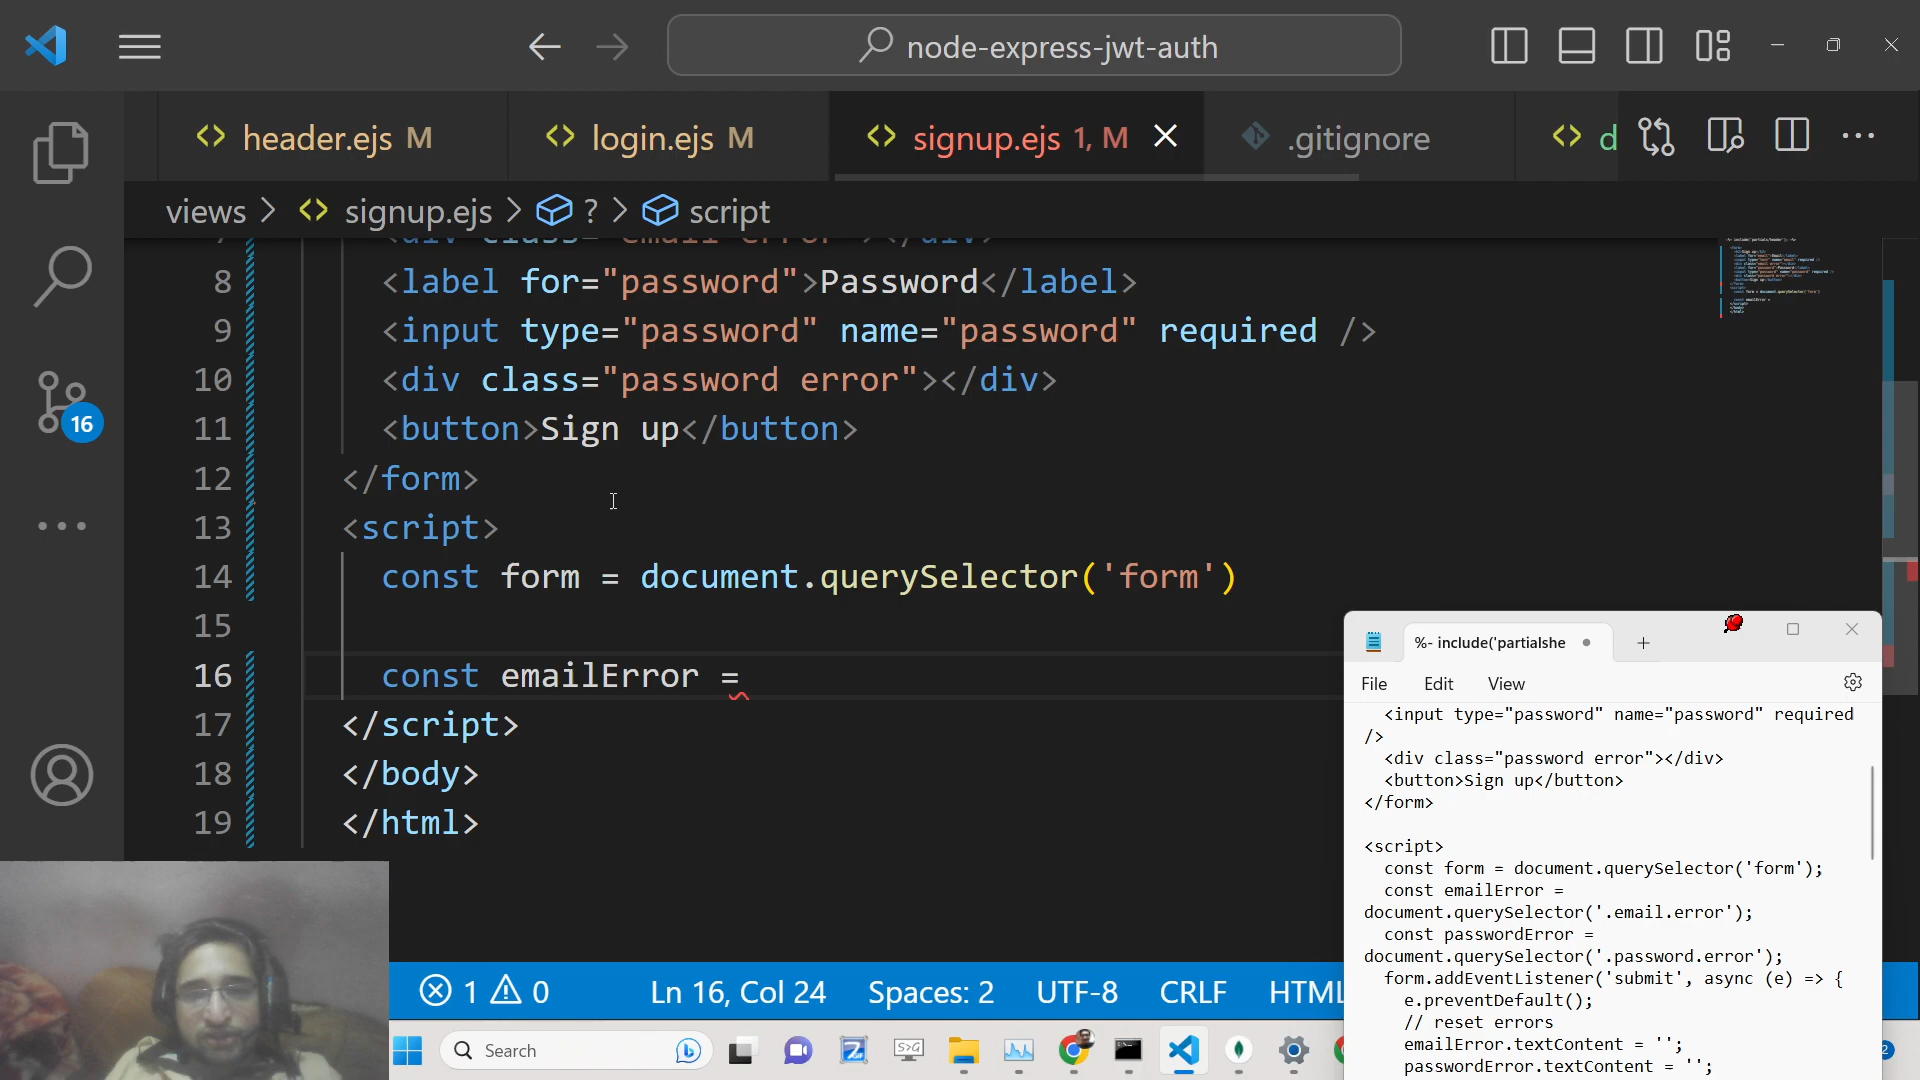 node-express-jwt-auth
header.ejs M
login.ejs M
signup.ejs 1, M
.gitignore
d
views > signup.ejs > ? > script
<div class="email error"></div>
8 <label for="password">Password</label>
9 <input type="password" name="password" required />
10 <div class="password error"></div>
11 <button>Sign up</button>
12 </form>
13 <script>
14 const form = document.querySelector('form')
15
16 const emailError =
17 </script>
18 </body>
19 </html>
16
%- include('partialshe
File Edit View
<input type="password" name="password" required
/>
<div class="password error"></div>
<button>Sign up</button>
</form>
<script>
const form = document.querySelector('form');
const emailError =
document.querySelector('.email.error');
const passwordError =
document.querySelector('.password.error');
form.addEventListener('submit', async (e) => {
e.preventDefault();
// reset errors
emailError.textContent = '';
passwordError.textContent = '';
1 0 Ln 16, Col 24 Spaces: 2 UTF-8 CRLF HTML
Search
S>G
2